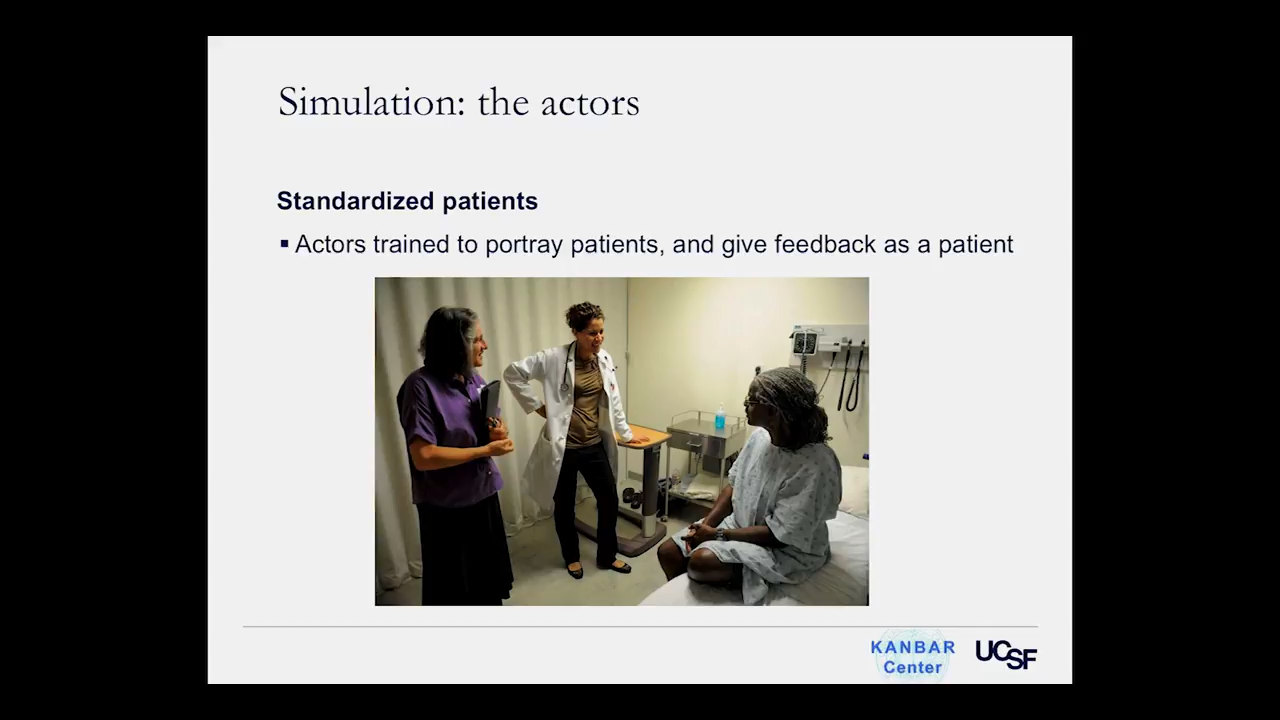 Simulation: the actors
Standardized patients
▪ Actors trained to portray patients, and give feedback as a patient
KANBAR
Center
UCSF